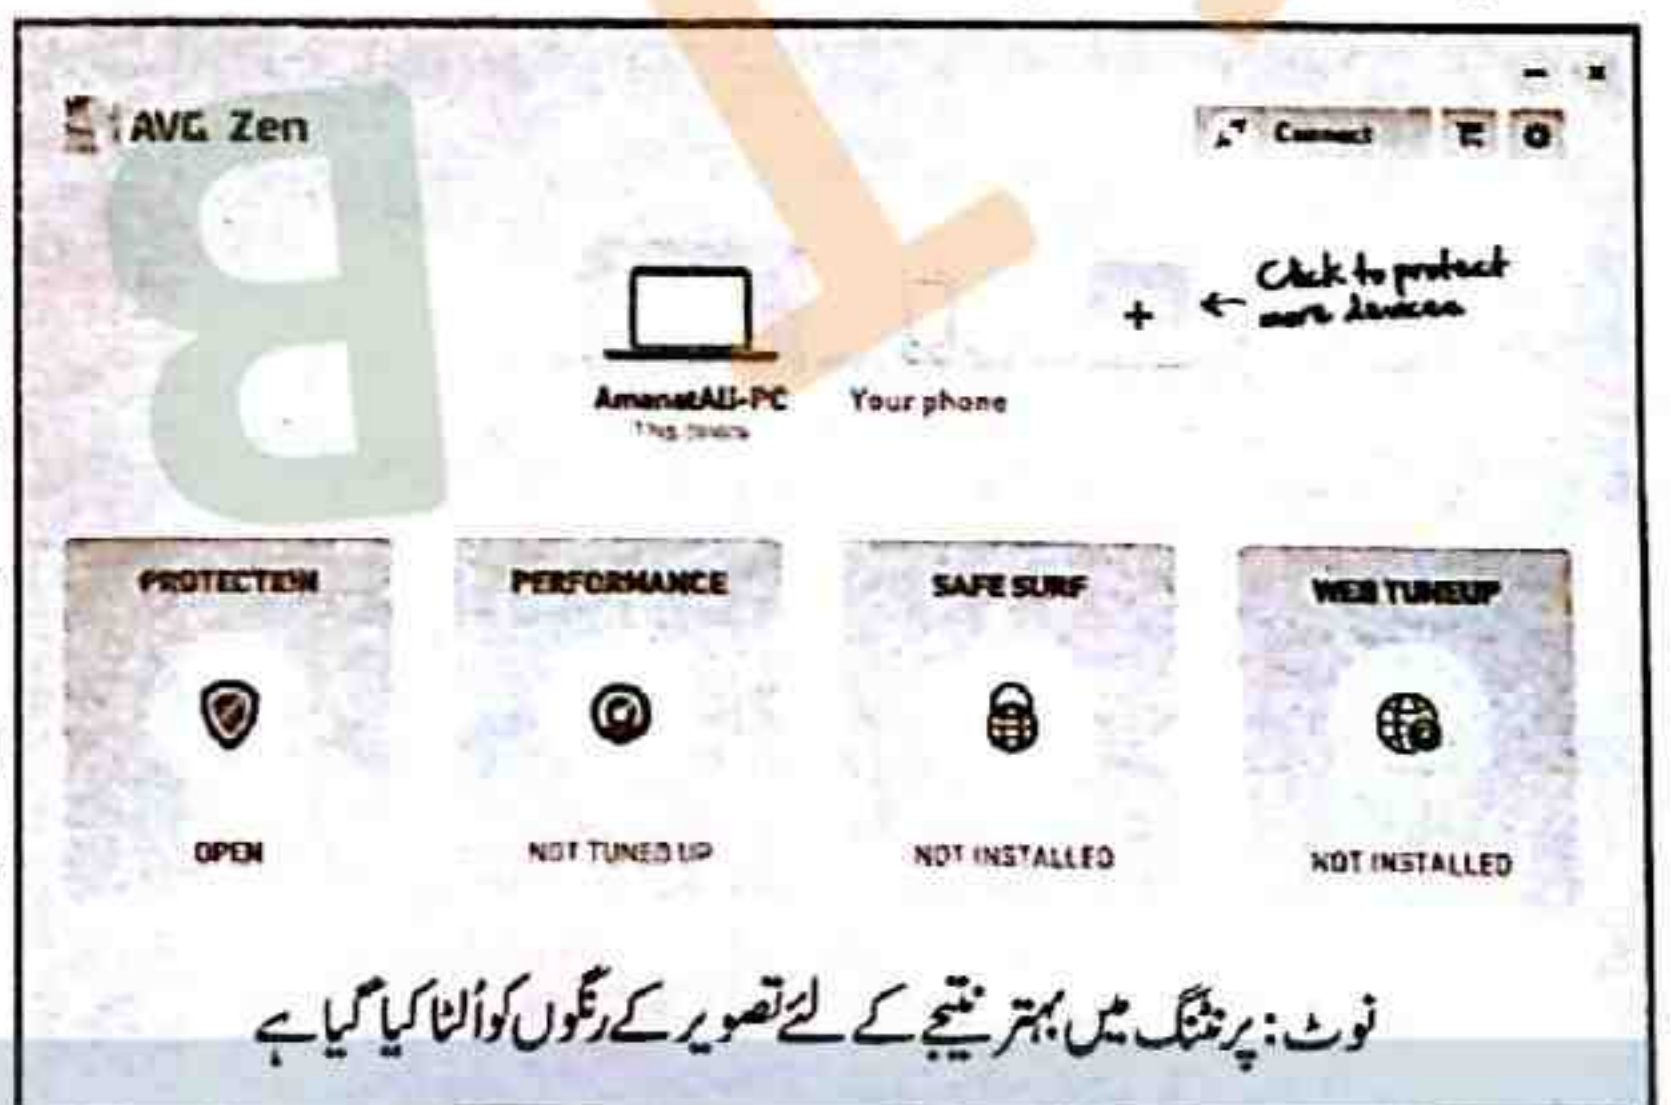 AVG Zen
Connect
Click to protect
more devices
+
AmanatAli-PC
Your phone
This device
PROTECTION
PERFORMANCE
SAFE SURF
WEB TUNEUP
OPEN
NOT TUNED UP
NOT INSTALLED
NOT INSTALLED
نوٹ: پرنٹنگ میں بہتر نتیجے کے لئے تصویر کے رنگوں کو اُلٹا کیا گیا ہے
B